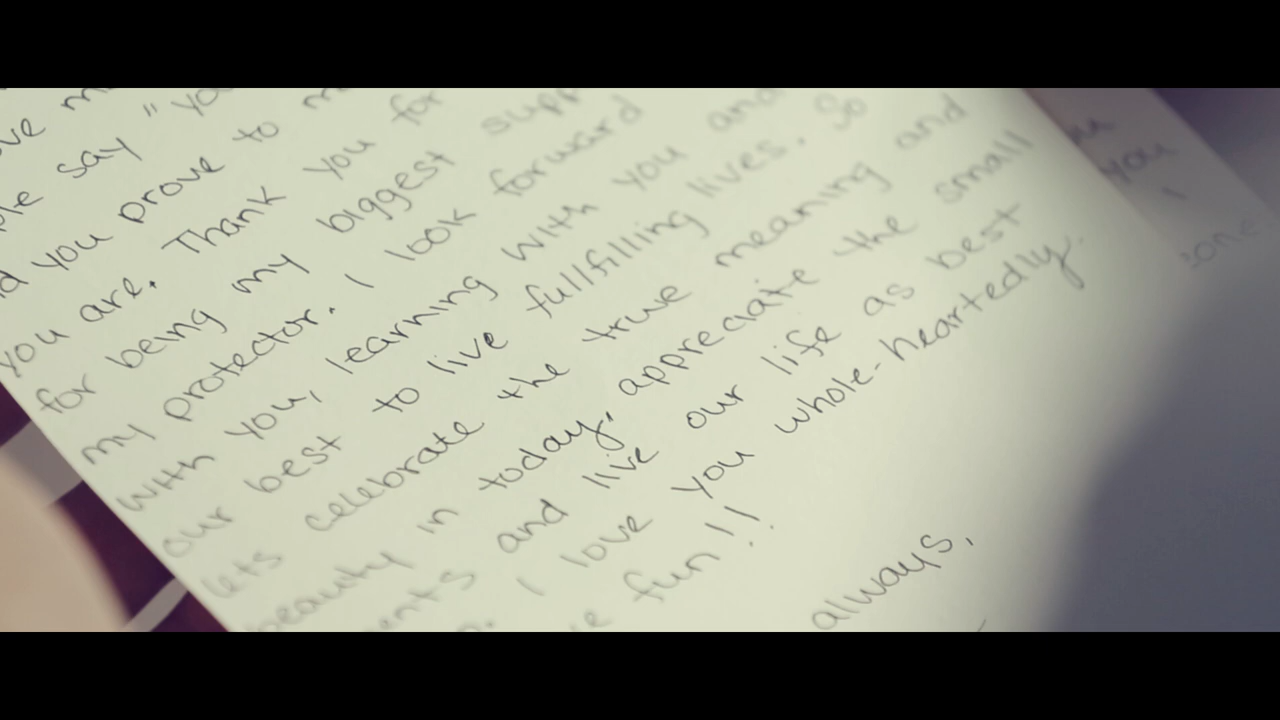 say "
you prove to
you are. Thank you for
for being my biggest
my protector. I look forward
with you, learning with you and
our best to live fullfilling lives. So
lets celebrate the true meaning and
beauty in today, appreciate the small
and live our life as best
I love you whole-heartedly.
fun!!
always,
you